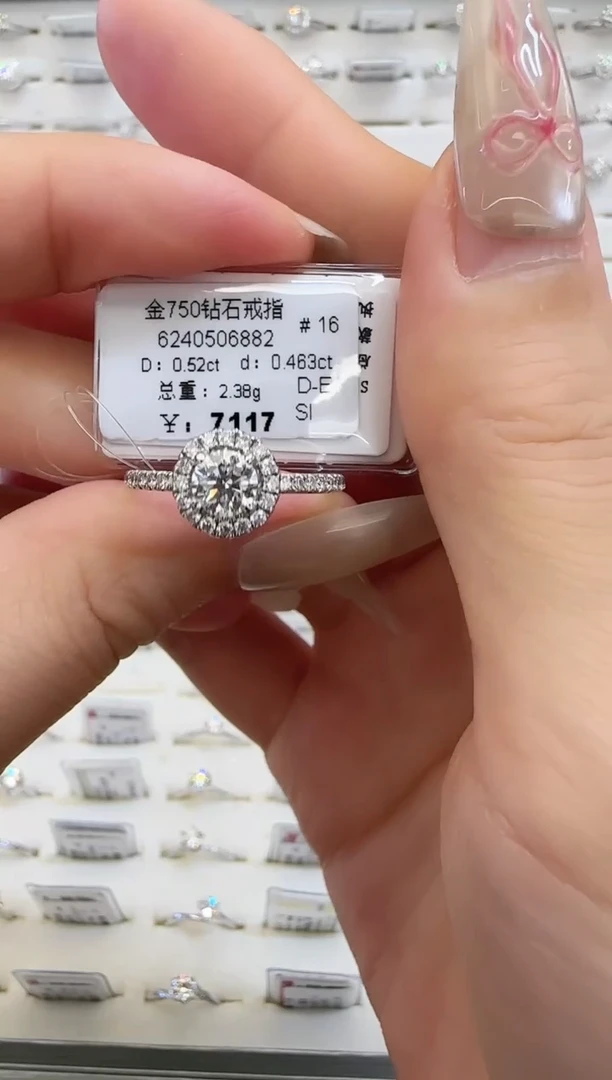 金750钻石戒指
6240506882 # 16
D: 0.52ct d: 0.463ct
总重: 2.38g D-E
¥: 7117 SI